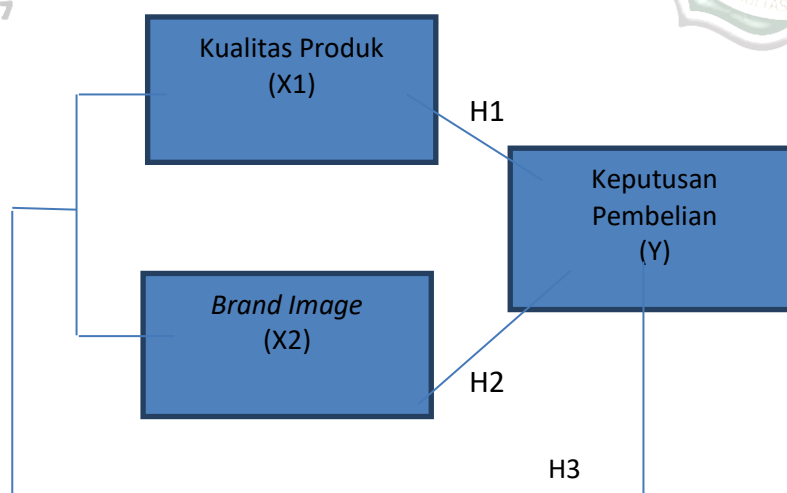 Kualitas Produk
(X1)
H1
Keputusan
Pembelian
(Y)
Brand Image
(X2)
H2
H3